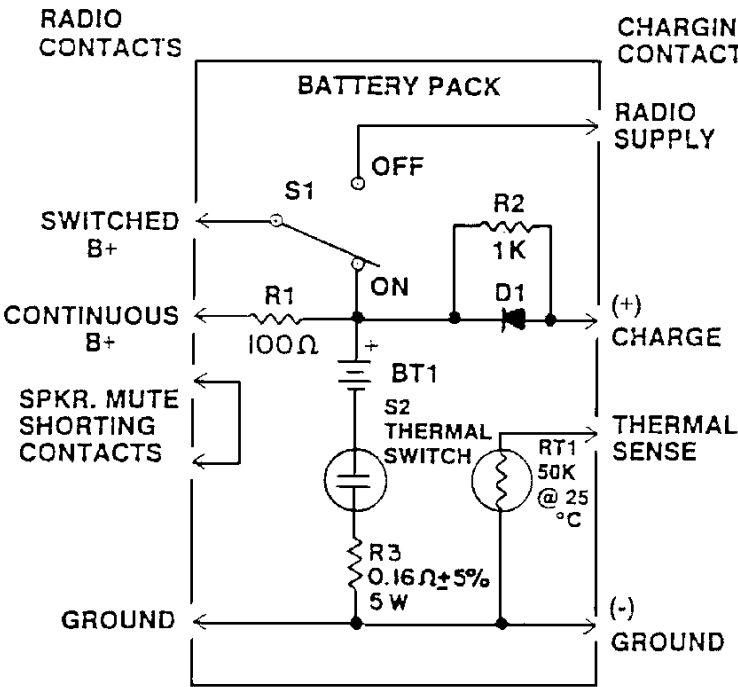 RADIO
CONTACTS
CHARGIN
CONTACT
BATTERY PACK
RADIO
SUPPLY
OFF
S1
SWITCHED
B+
R2
1K
ON
R1
D1
(+)
CONTINUOUS
B+
100Ω
CHARGE
+
BT1
SPKR. MUTE
SHORTING
CONTACTS
S2
THERMAL
SWITCH
THERMAL
SENSE
RT1
50K
@ 25
°C
R3
0.16Ω±5%
5W
GROUND
(-)
GROUND